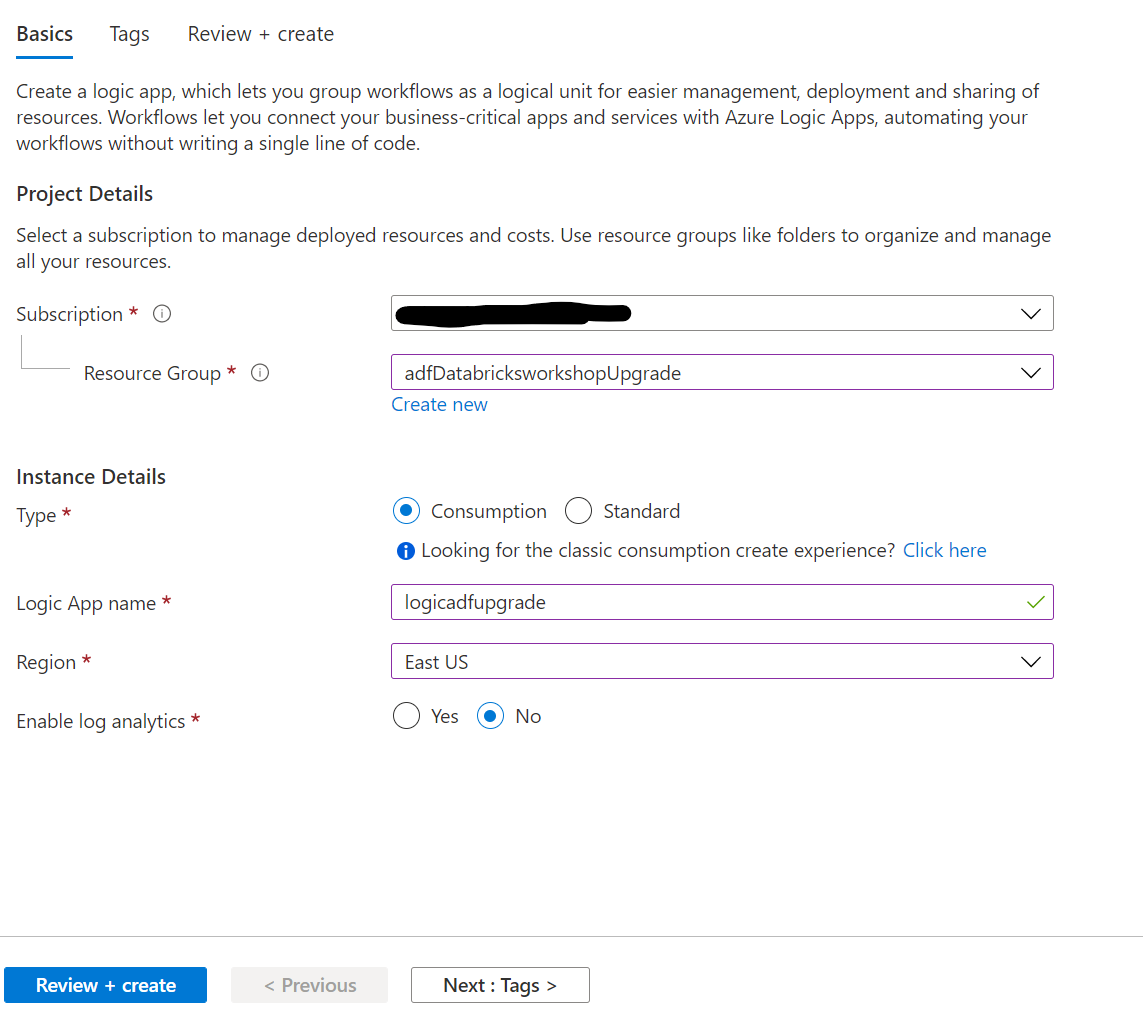 Basics Tags Review + create
Create a logic app, which lets you group workflows as a logical unit for easier management, deployment and sharing of
resources. Workflows let you connect your business-critical apps and services with Azure Logic Apps, automating your
workflows without writing a single line of code.
Project Details
Select a subscription to manage deployed resources and costs. Use resource groups like folders to organize and manage
all your resources.
Subscription *
Resource Group * adfDatabricksworkshopUpgrade
Create new
Instance Details
Type * Consumption Standard
Looking for the classic consumption create experience? Click here
Logic App name * logicadfupgrade
Region * East US
Enable log analytics * Yes No
Review + create < Previous Next : Tags >